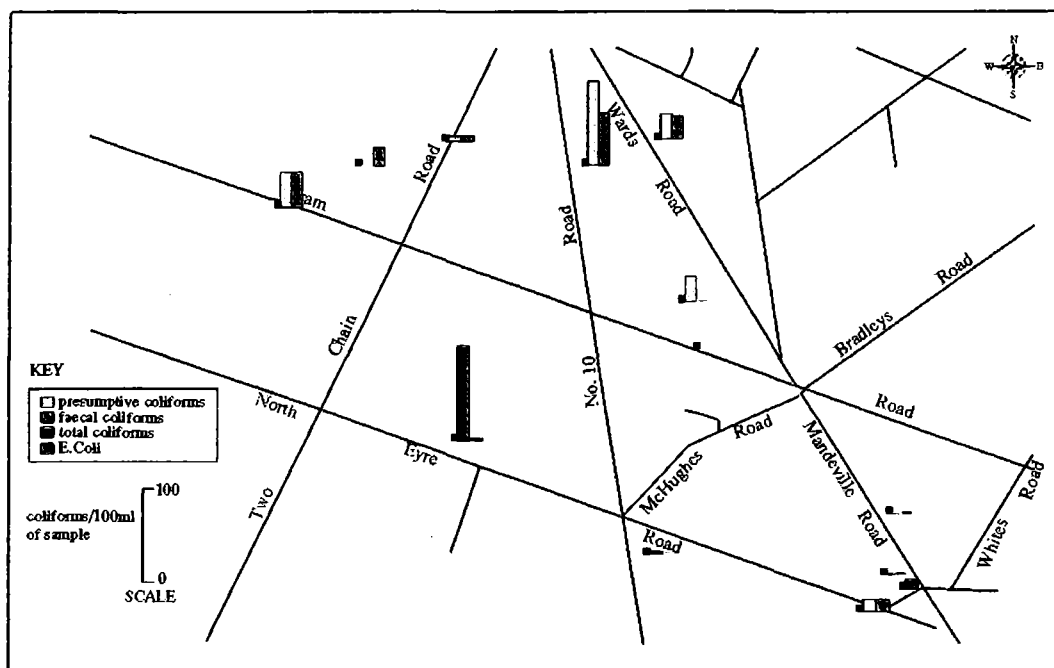 N
W E
S
Wards
Road
Road
am
Road
Chain
Two
North
Eyre
Road
No. 10
McHughes
Road
Bradleys
Road
Road
Mandeville
Road
Whites
Road
KEY
presumptive coliforms
faecal coliforms
total coliforms
E.Coli
100
coliforms/100ml
of sample
0
SCALE